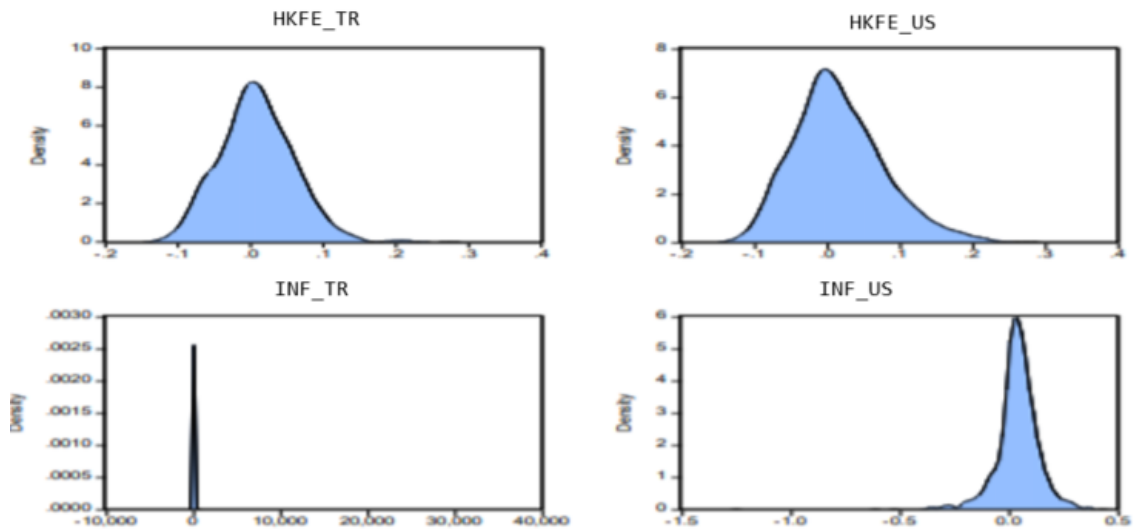 HKFE_TR
HKFE_US
10
8
6
4
2
0
Density
-.2 -.1 .0 .1 .2 .3 .4
8
6
4
2
0
Density
-.2 -.1 .0 .1 .2 .3 .4
INF_TR
INF_US
.0030
.0025
.0020
.0015
.0010
.0005
.0000
Density
-10,000 0 10,000 20,000 30,000 40,000
6
5
4
3
2
1
0
Density
-1.5 -1.0 -0.5 0.0 0.5